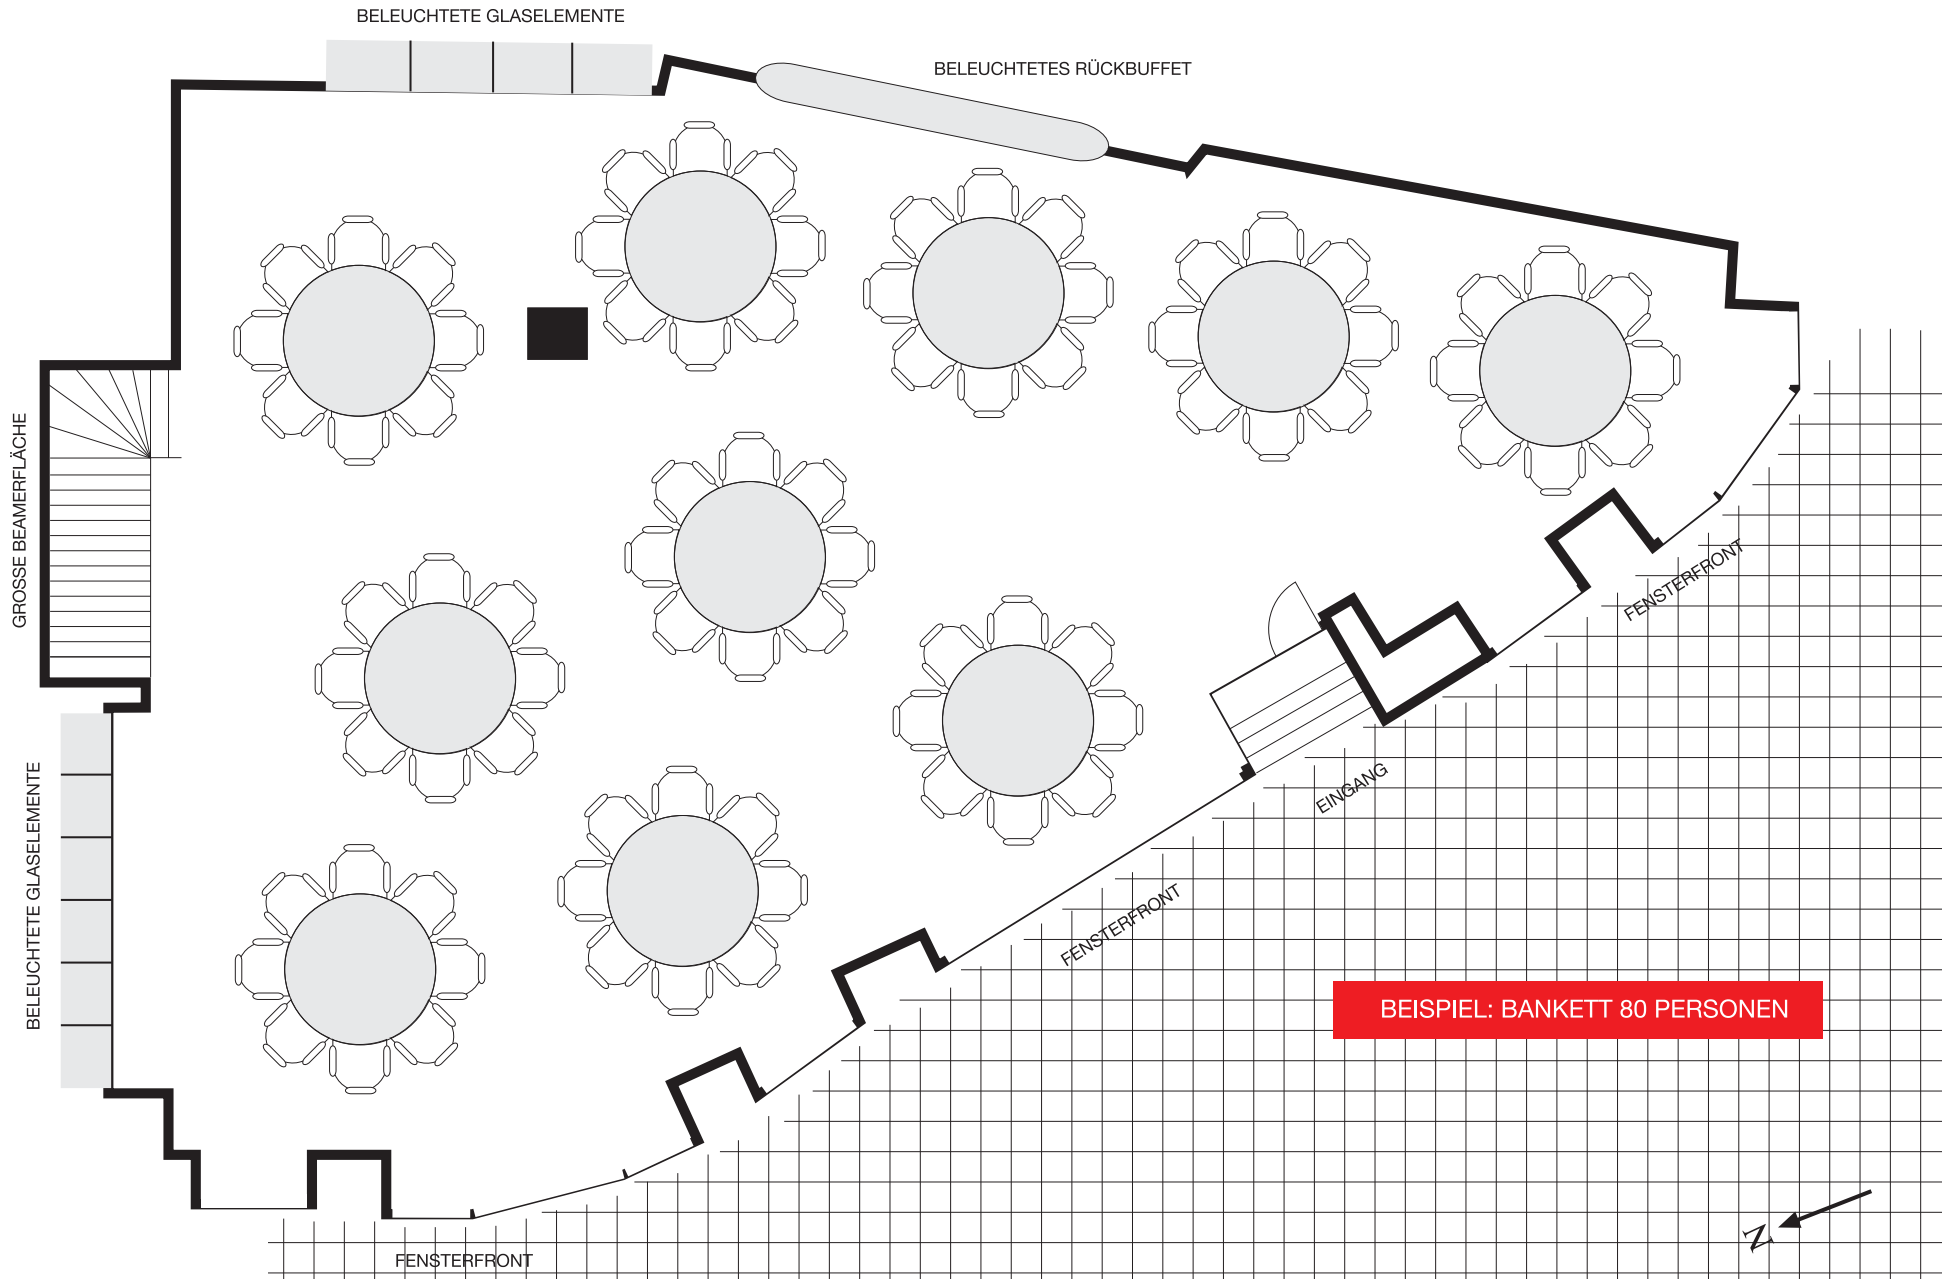 BELEUCHTETE GLASELEMENTE
BELEUCHTETES RÜCKBUFFET
GROSSE BEAMERFLÄCHE
FENSTERFRONT
BELEUCHTETE GLASELEMENTE
EINGANG
FENSTERFRONT
BEISPIEL: BANKETT 80 PERSONEN
N
FENSTERFRONT